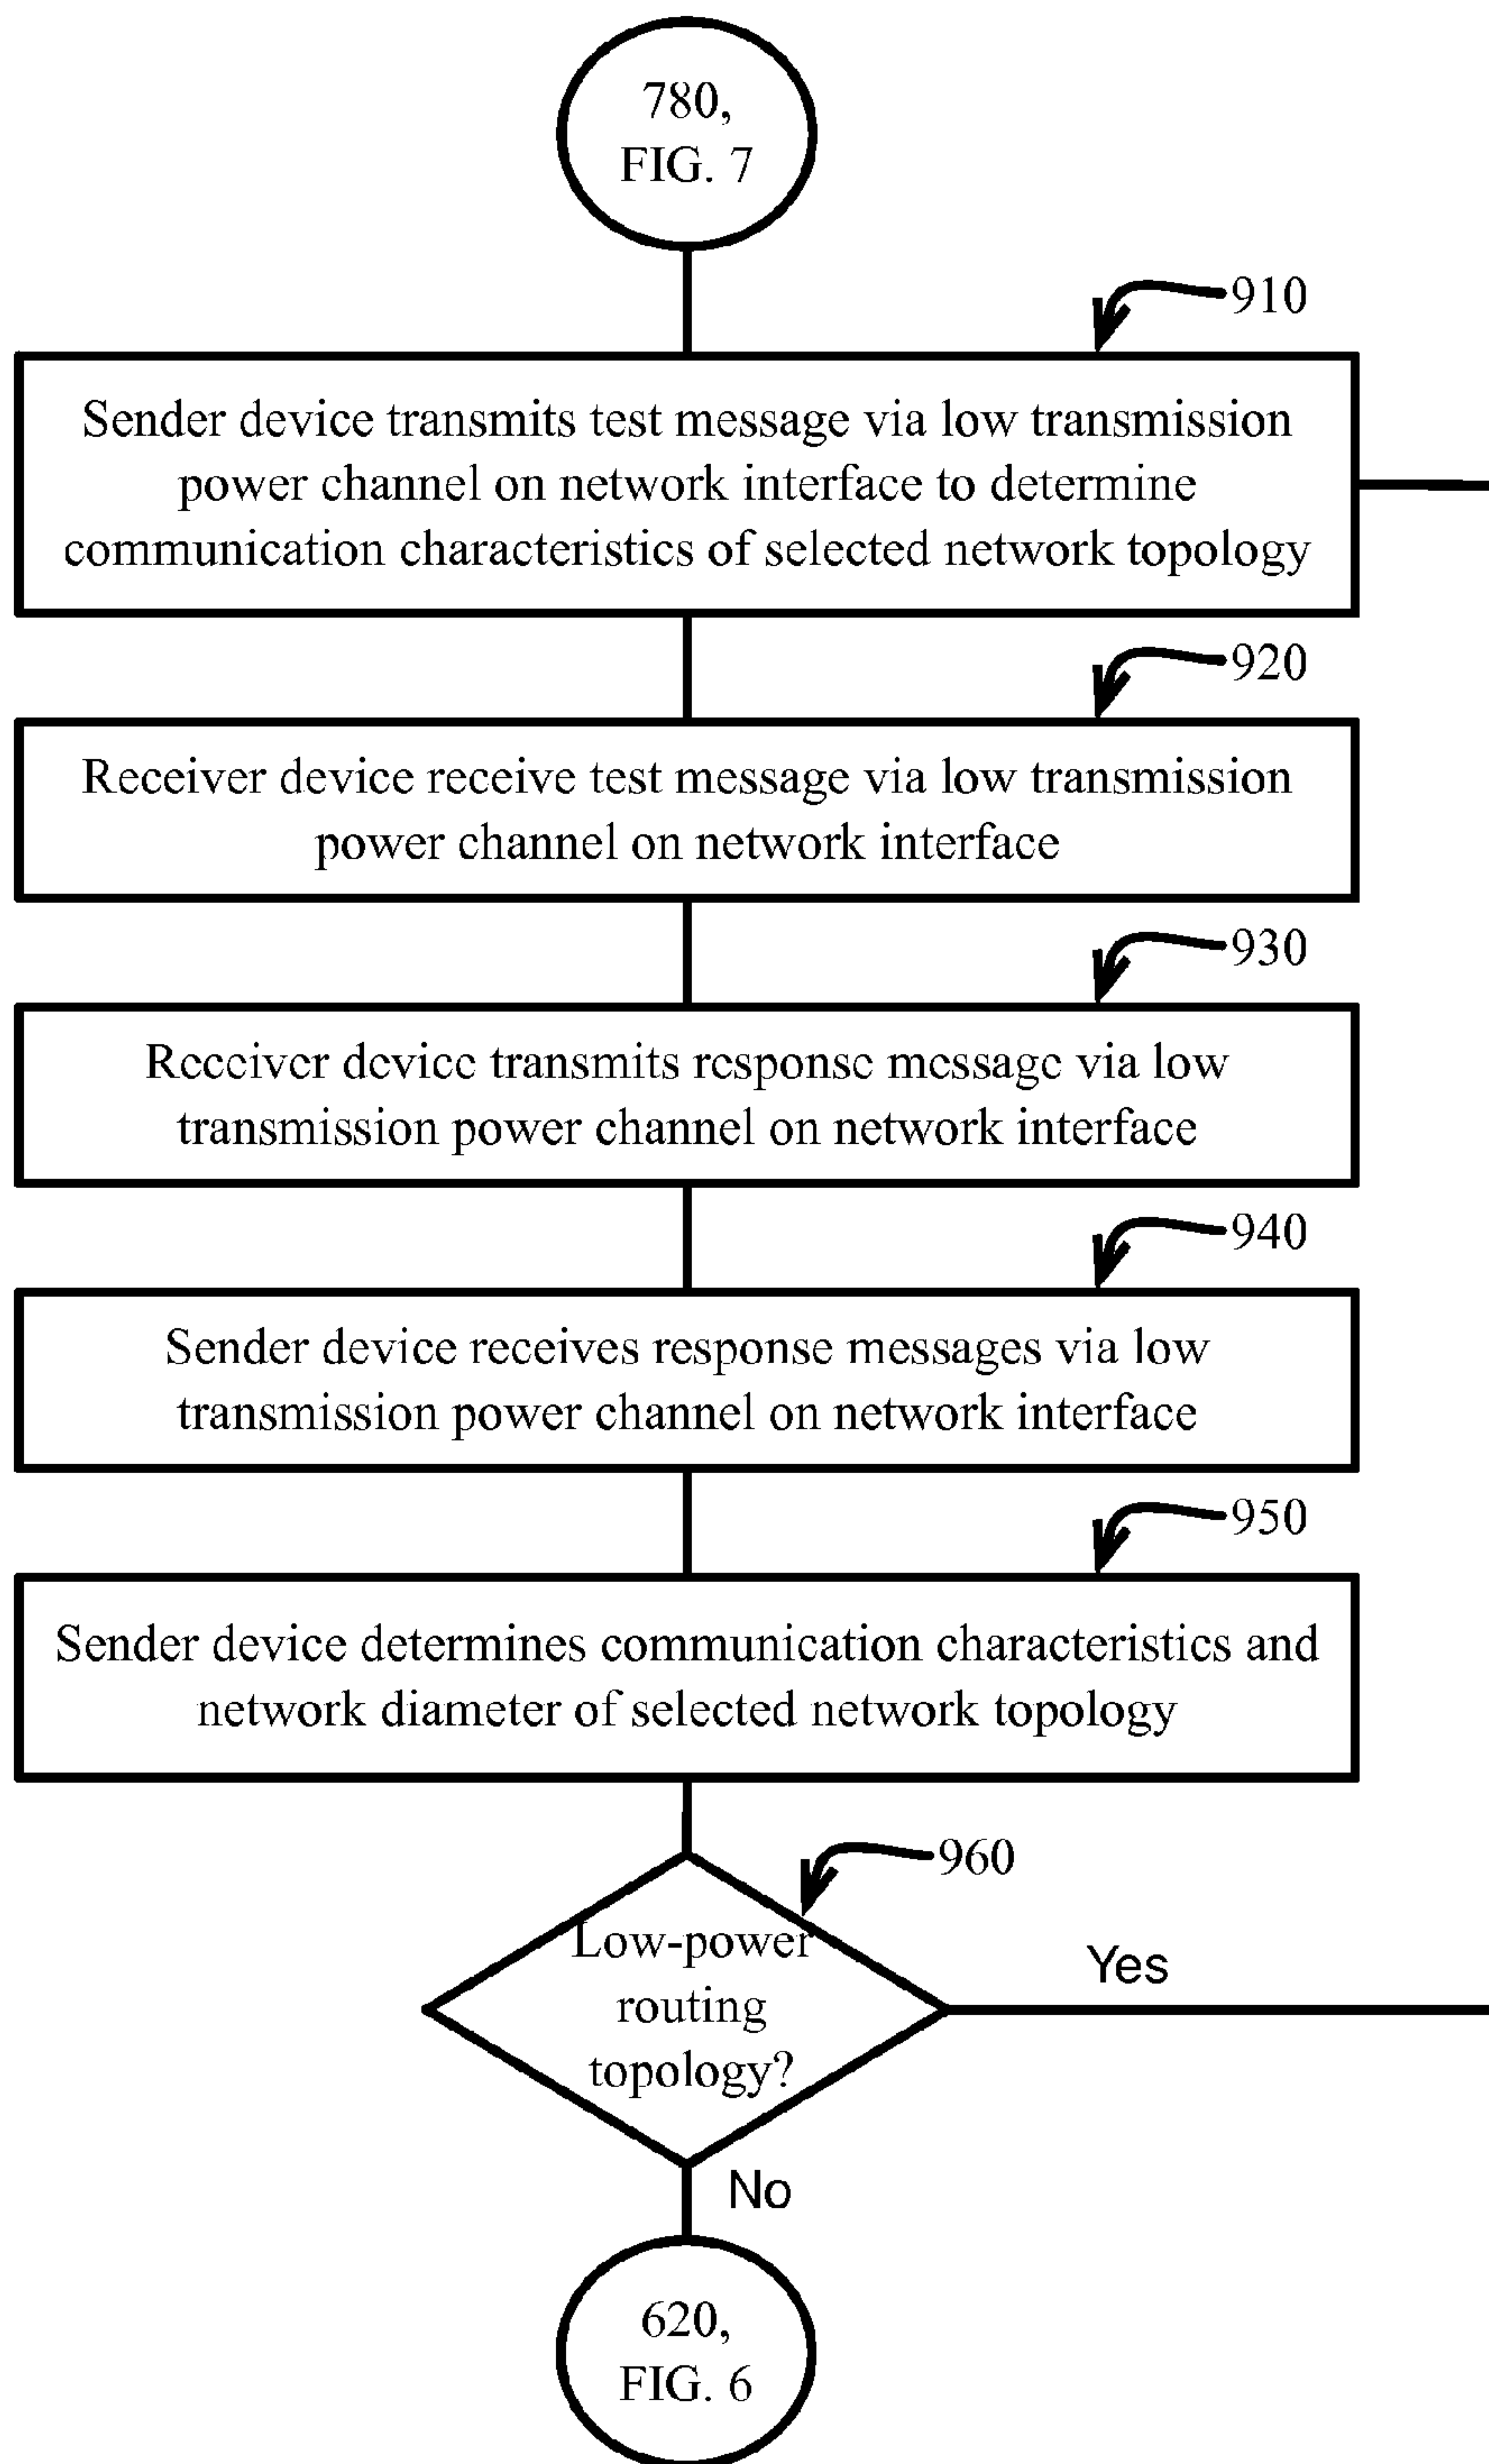 780,
FIG. 7
910
Sender device transmits test message via low transmission
power channel on network interface to determine
communication characteristics of selected network topology
920
Receiver device receive test message via low transmission
power channel on network interface
930
Receiver device transmits response message via low
transmission power channel on network interface
940
Sender device receives response messages via low
transmission power channel on network interface
950
Sender device determines communication characteristics and
network diameter of selected network topology
960
Low-power
routing
topology?
Yes
No
620,
FIG. 6